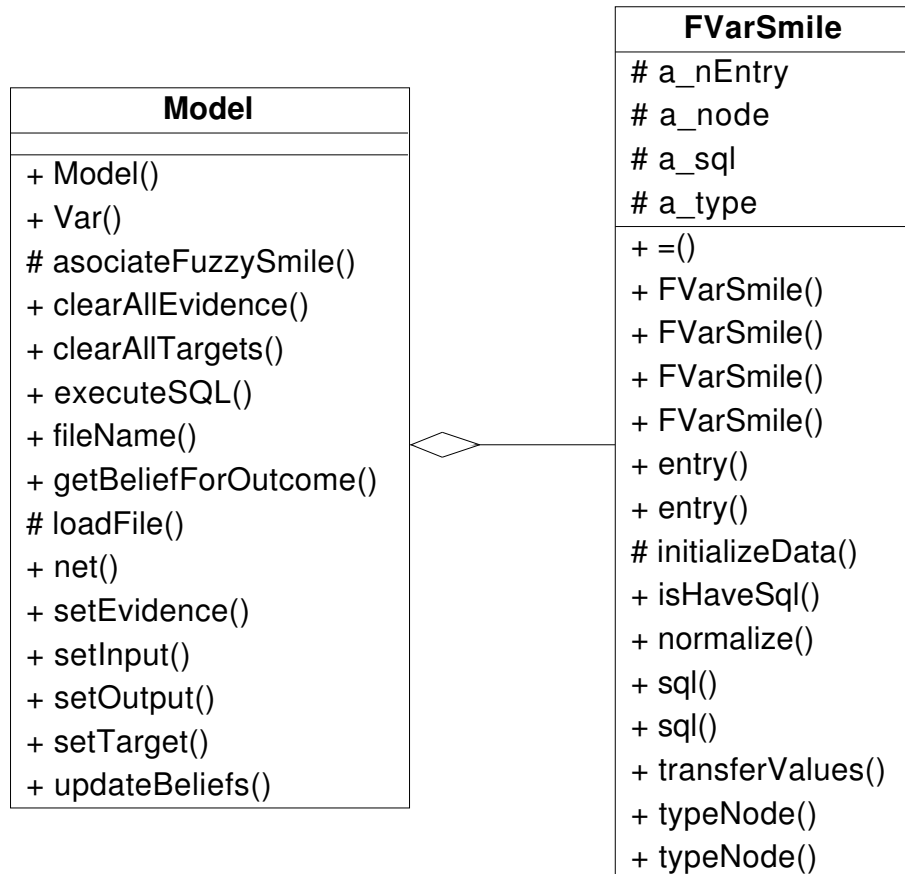 Model
+ Model()
+ Var()
# asociateFuzzySmile()
+ clearAllEvidence()
+ clearAllTargets()
+ executeSQL()
+ fileName()
+ getBeliefForOutcome()
# loadFile()
+ net()
+ setEvidence()
+ setInput()
+ setOutput()
+ setTarget()
+ updateBeliefs()
FVarSmile
# a_nEntry
# a_node
# a_sql
# a_type
+ =()
+ FVarSmile()
+ FVarSmile()
+ FVarSmile()
+ FVarSmile()
+ entry()
+ entry()
# initializeData()
+ isHaveSql()
+ normalize()
+ sql()
+ sql()
+ transferValues()
+ typeNode()
+ typeNode()